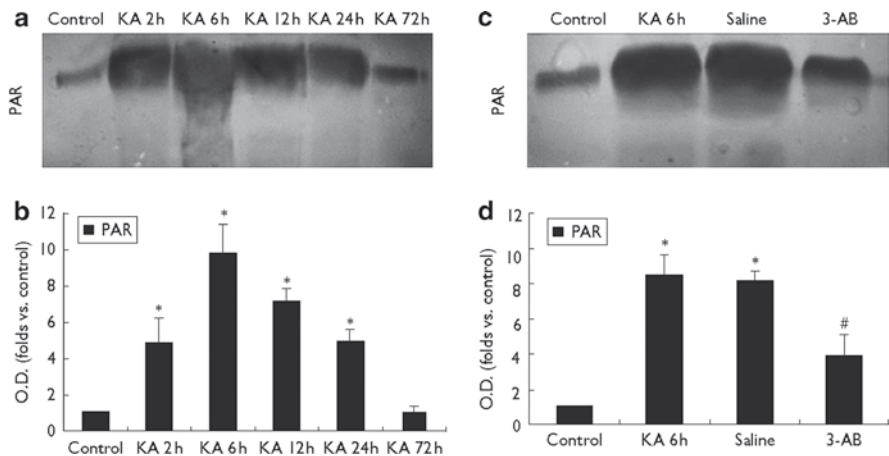 a Control KA 2h KA 6h KA 12h KA 24h KA 72h
PAR
b
12
10
8
6
4
2
0
O.D. (folds vs. control)
PAR
*
*
*
*
Control KA 2h KA 6h KA 12h KA 24h KA 72h
c Control KA 6h Saline 3-AB
PAR
d
12
10
8
6
4
2
0
O.D. (folds vs. control)
PAR
*
*
#
Control KA 6h Saline 3-AB